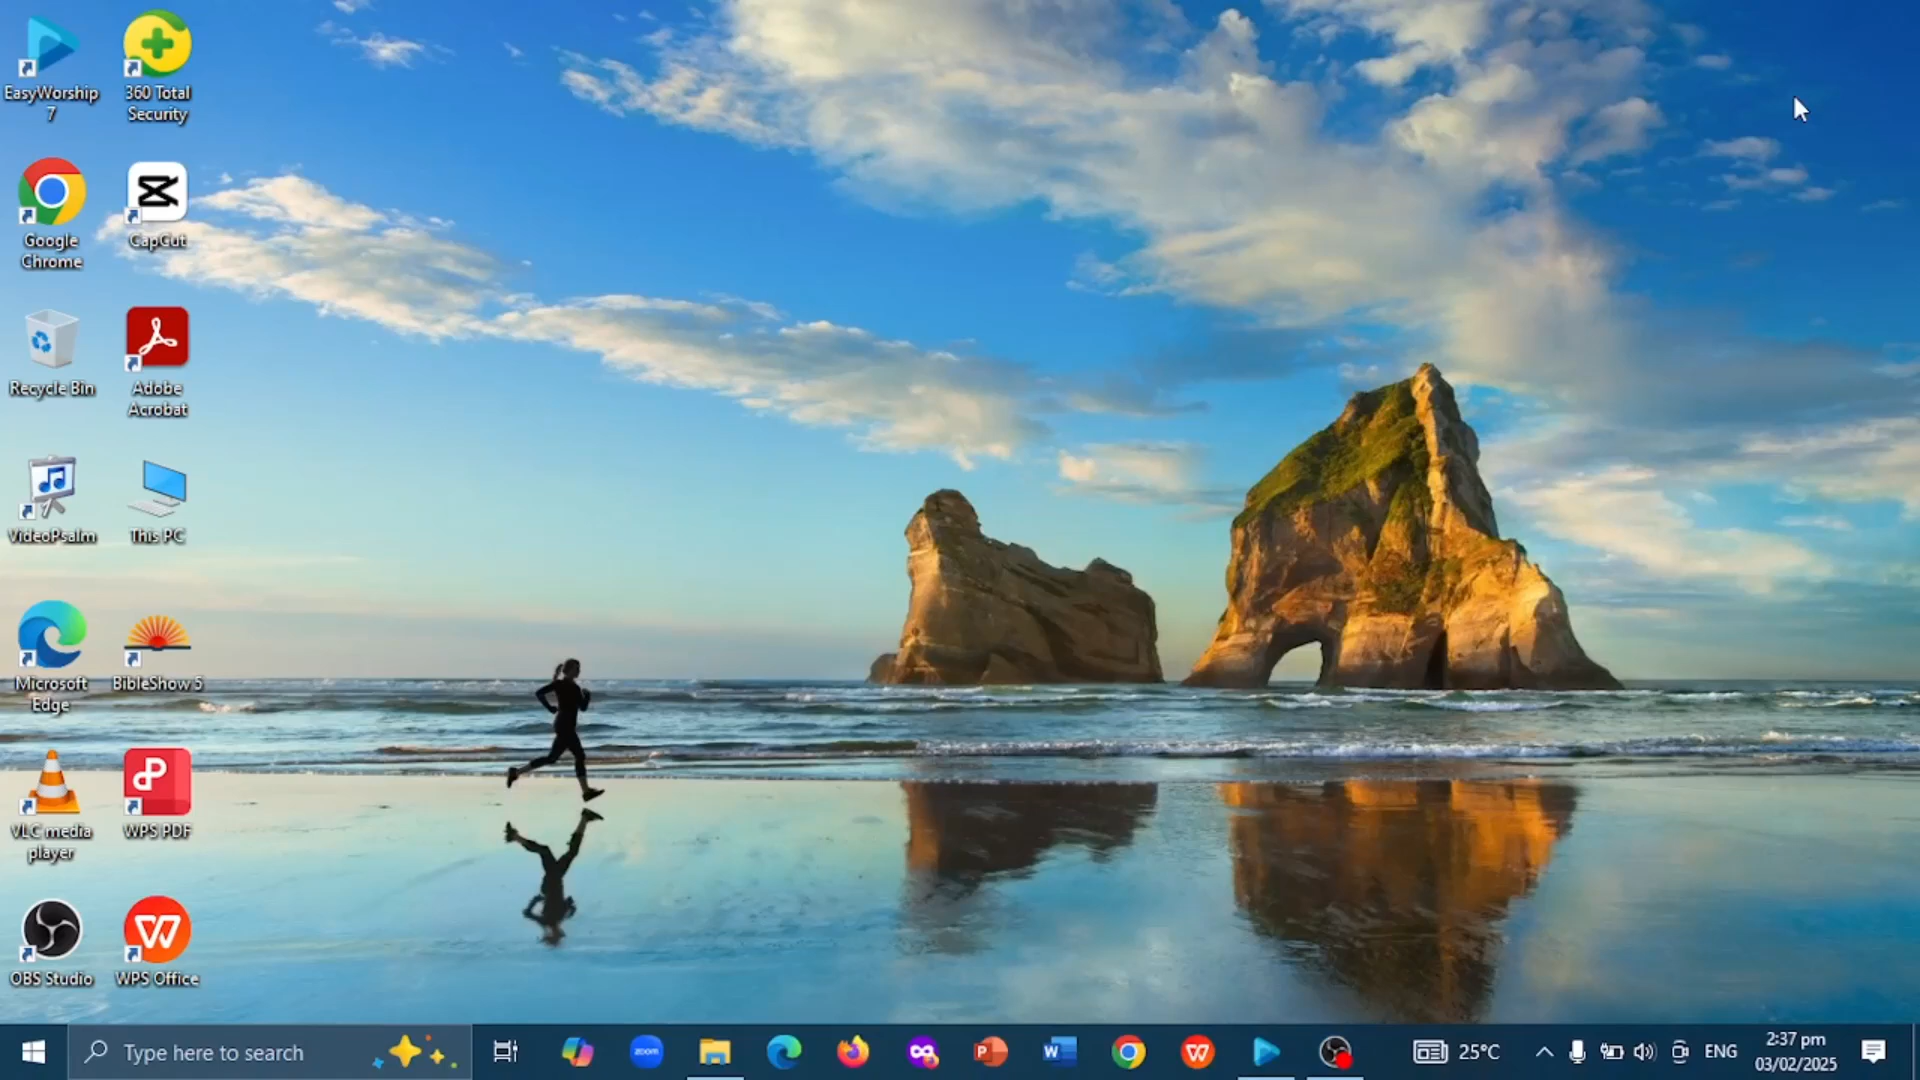 EasyWorship
7
360 Total
Security
Google
Chrome
CapCut
Recycle Bin
Adobe
Acrobat
VideoPsalm
This PC
Microsoft
Edge
BibleShow 5
VLC media
player
WPS PDF
OBS Studio
WPS Office
Type here to search
zoom
25°C
ENG
2:37 pm
03/02/2025